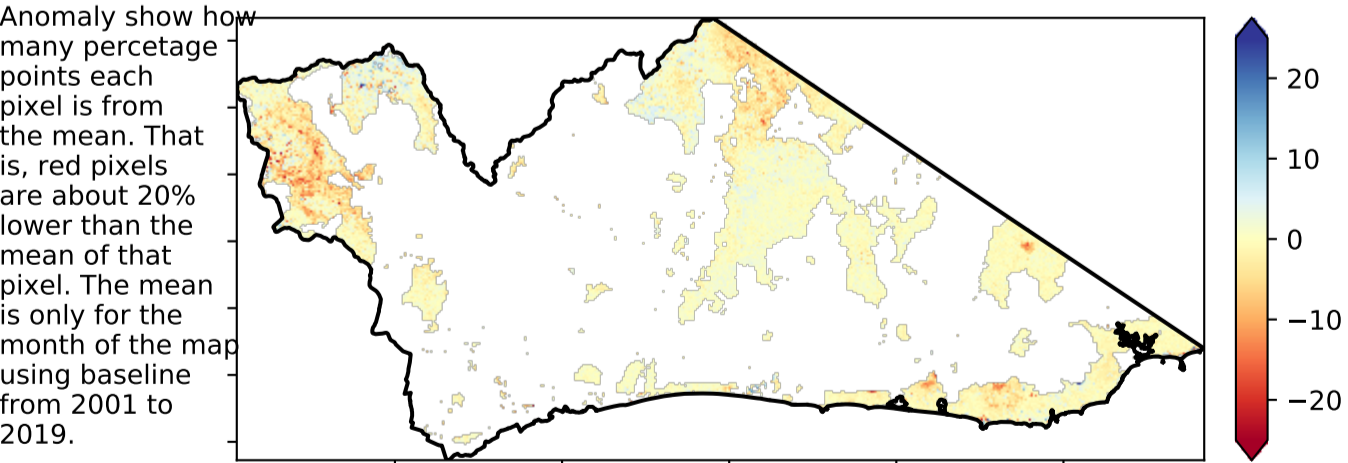 Anomaly show how
many percetage
points each
pixel is from
the mean. That
is, red pixels
are about 20%
lower than the
mean of that
pixel. The mean
is only for the
month of the map
using baseline
from 2001 to
2019.
20
10
0
−10
−20